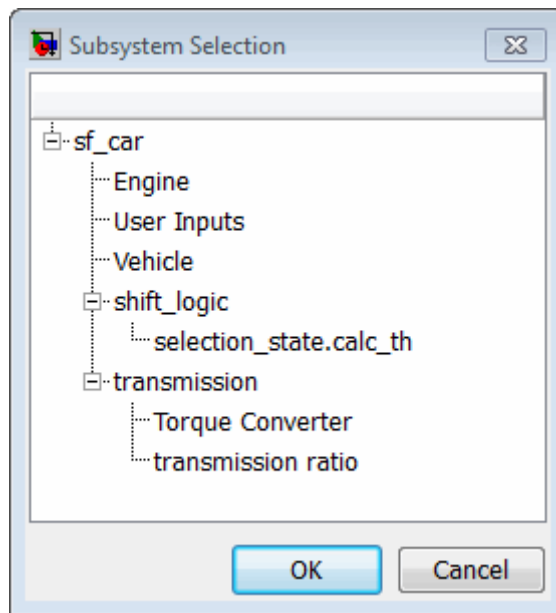 Subsystem Selection
sf_car
Engine
User Inputs
Vehicle
shift_logic
selection_state.calc_th
transmission
Torque Converter
transmission ratio
OK
Cancel